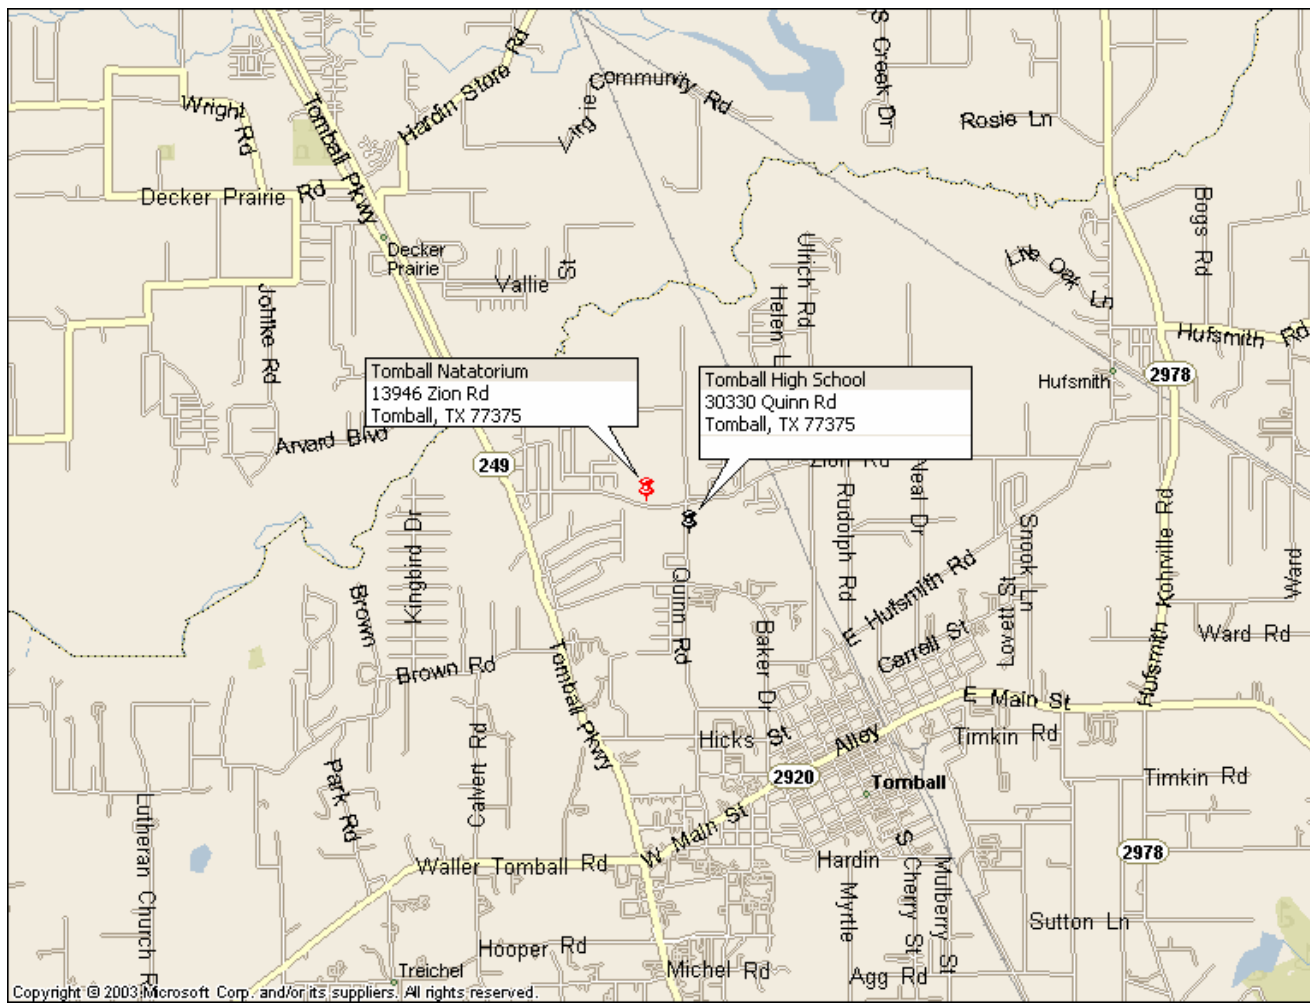 S Creek Dr
Community Rd
Virgie
Rosie Ln
Hardin Store Rd
Wright Rd
Tomball Pkwy
Decker Prairie Rd
Bogs Rd
Decker
Prairie
Ulrich Rd
Live Oak Ln
Vallie St
Johlke Rd
Helen L
Hufsmith Rd
Tomball Natatorium
13946 Zion Rd
Tomball, TX 77375
Tomball High School
30330 Quinn Rd
Tomball, TX 77375
Hufsmith
2978
Arvard Blvd
249
Zion Rd
Neal Dr
Rudolph Rd
Kingbird Dr
Snook Ln
Hufsmith Kohrville Rd
Ward
Quinn Rd
E Hufsmith Rd
Brown
Baker Dr
Carrell St
Lovett St
Ward Rd
Brown Rd
Tomball Pkwy
E Main St
Hicks St
Alley
Timkin Rd
2920
Tomball
Timkin Rd
Park Rd
Calvert Rd
Lutheran Church R
W Main St
Waller Tomball Rd
Hardin
2978
Myrtle
S Cherry St
Mulberry St
Sutton Ln
Hooper Rd
Treichel
Michel Rd
Agg Rd
Copyright © 2003 Microsoft Corp. and/or its suppliers. All rights reserved.